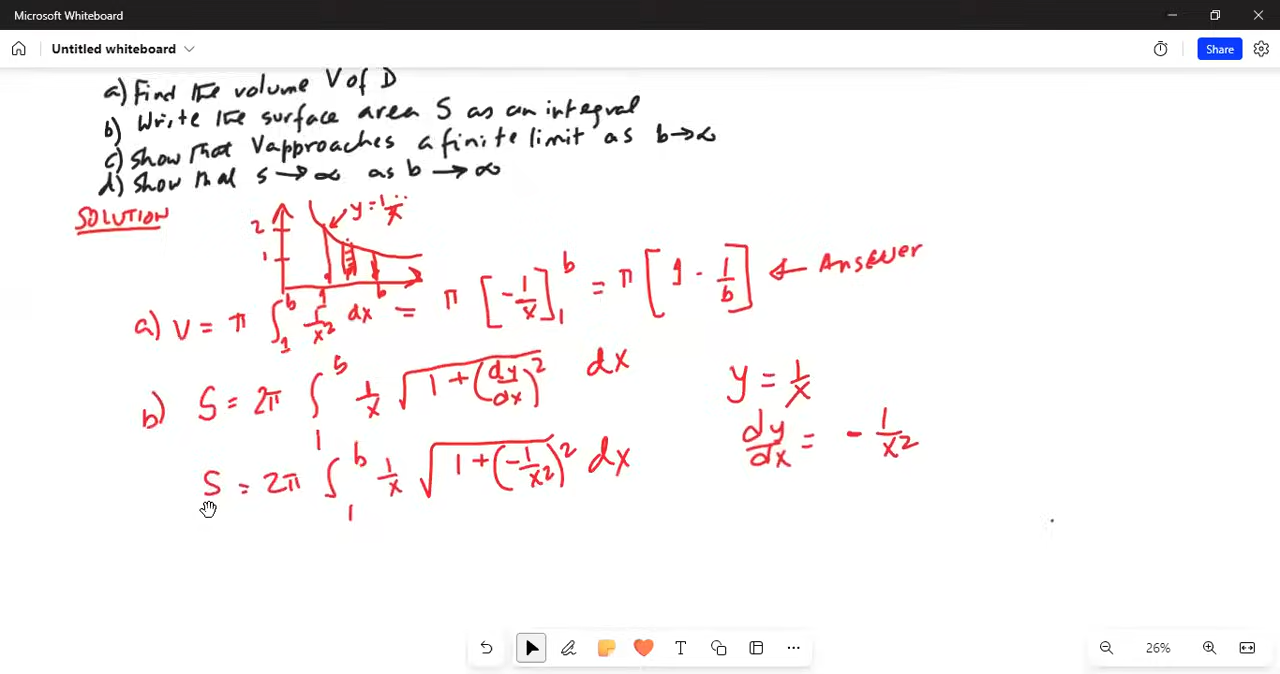 Microsoft Whiteboard
Untitled whiteboard
Share
a) Find the volume V of D
b) Write the surface area S as an integral
c) Show that V approaches a finite limit as b→∞
d) Show that s→∞ as b→∞
SOLUTION
2
1
y = 1/x
1 b
a) V = π ∫₁ᵇ 1/x² dx = π [-1/x]₁ᵇ = π [1 - 1/b] ← Answer
b) S = 2π ∫₁ᵇ 1/x √(1 + (dy/dx)²) dx
y = 1/x
S = 2π ∫₁ᵇ 1/x √(1 + (-1/x²)²) dx
dy/dx = - 1/x²
T
26%